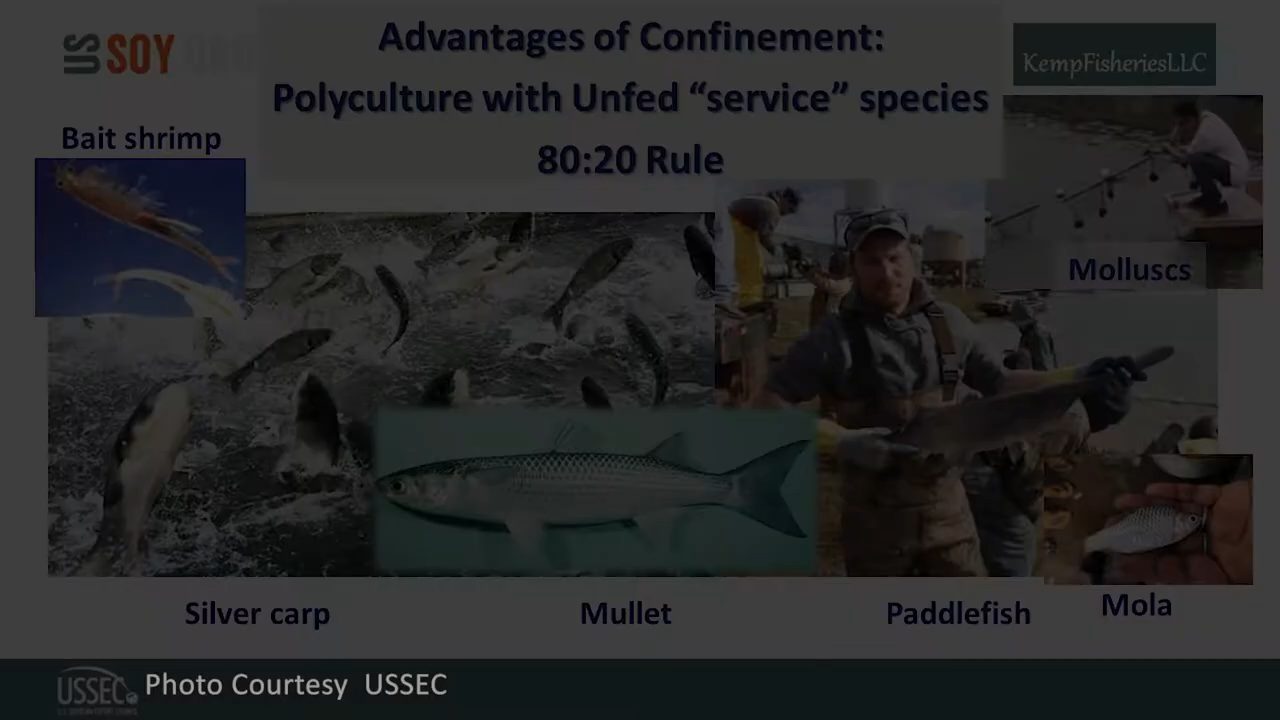 US SOY
Advantages of Confinement:
KempFisheriesLLC
Polyculture with Unfed “service” species
Bait shrimp
80:20 Rule
Molluscs
Silver carp
Mullet
Paddlefish
Mola
USSEC
Photo Courtesy USSEC